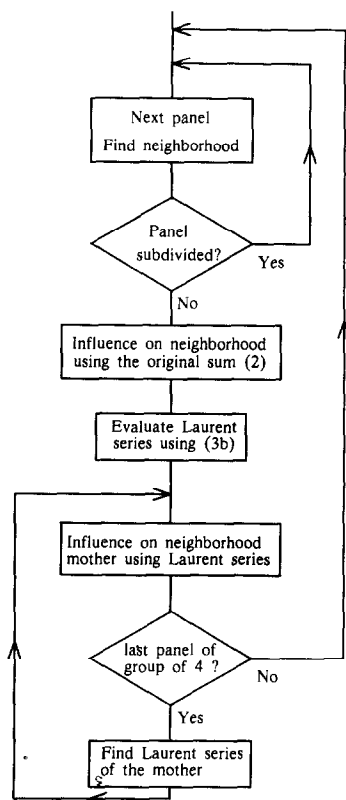 Next panel
Find neighborhood
Panel
subdivided?
Yes
No
Influence on neighborhood
using the original sum (2)
Evaluate Laurent
series using (3b)
Influence on neighborhood
mother using Laurent series
last panel of
group of 4 ?
No
Yes
Find Laurent series
of the mother